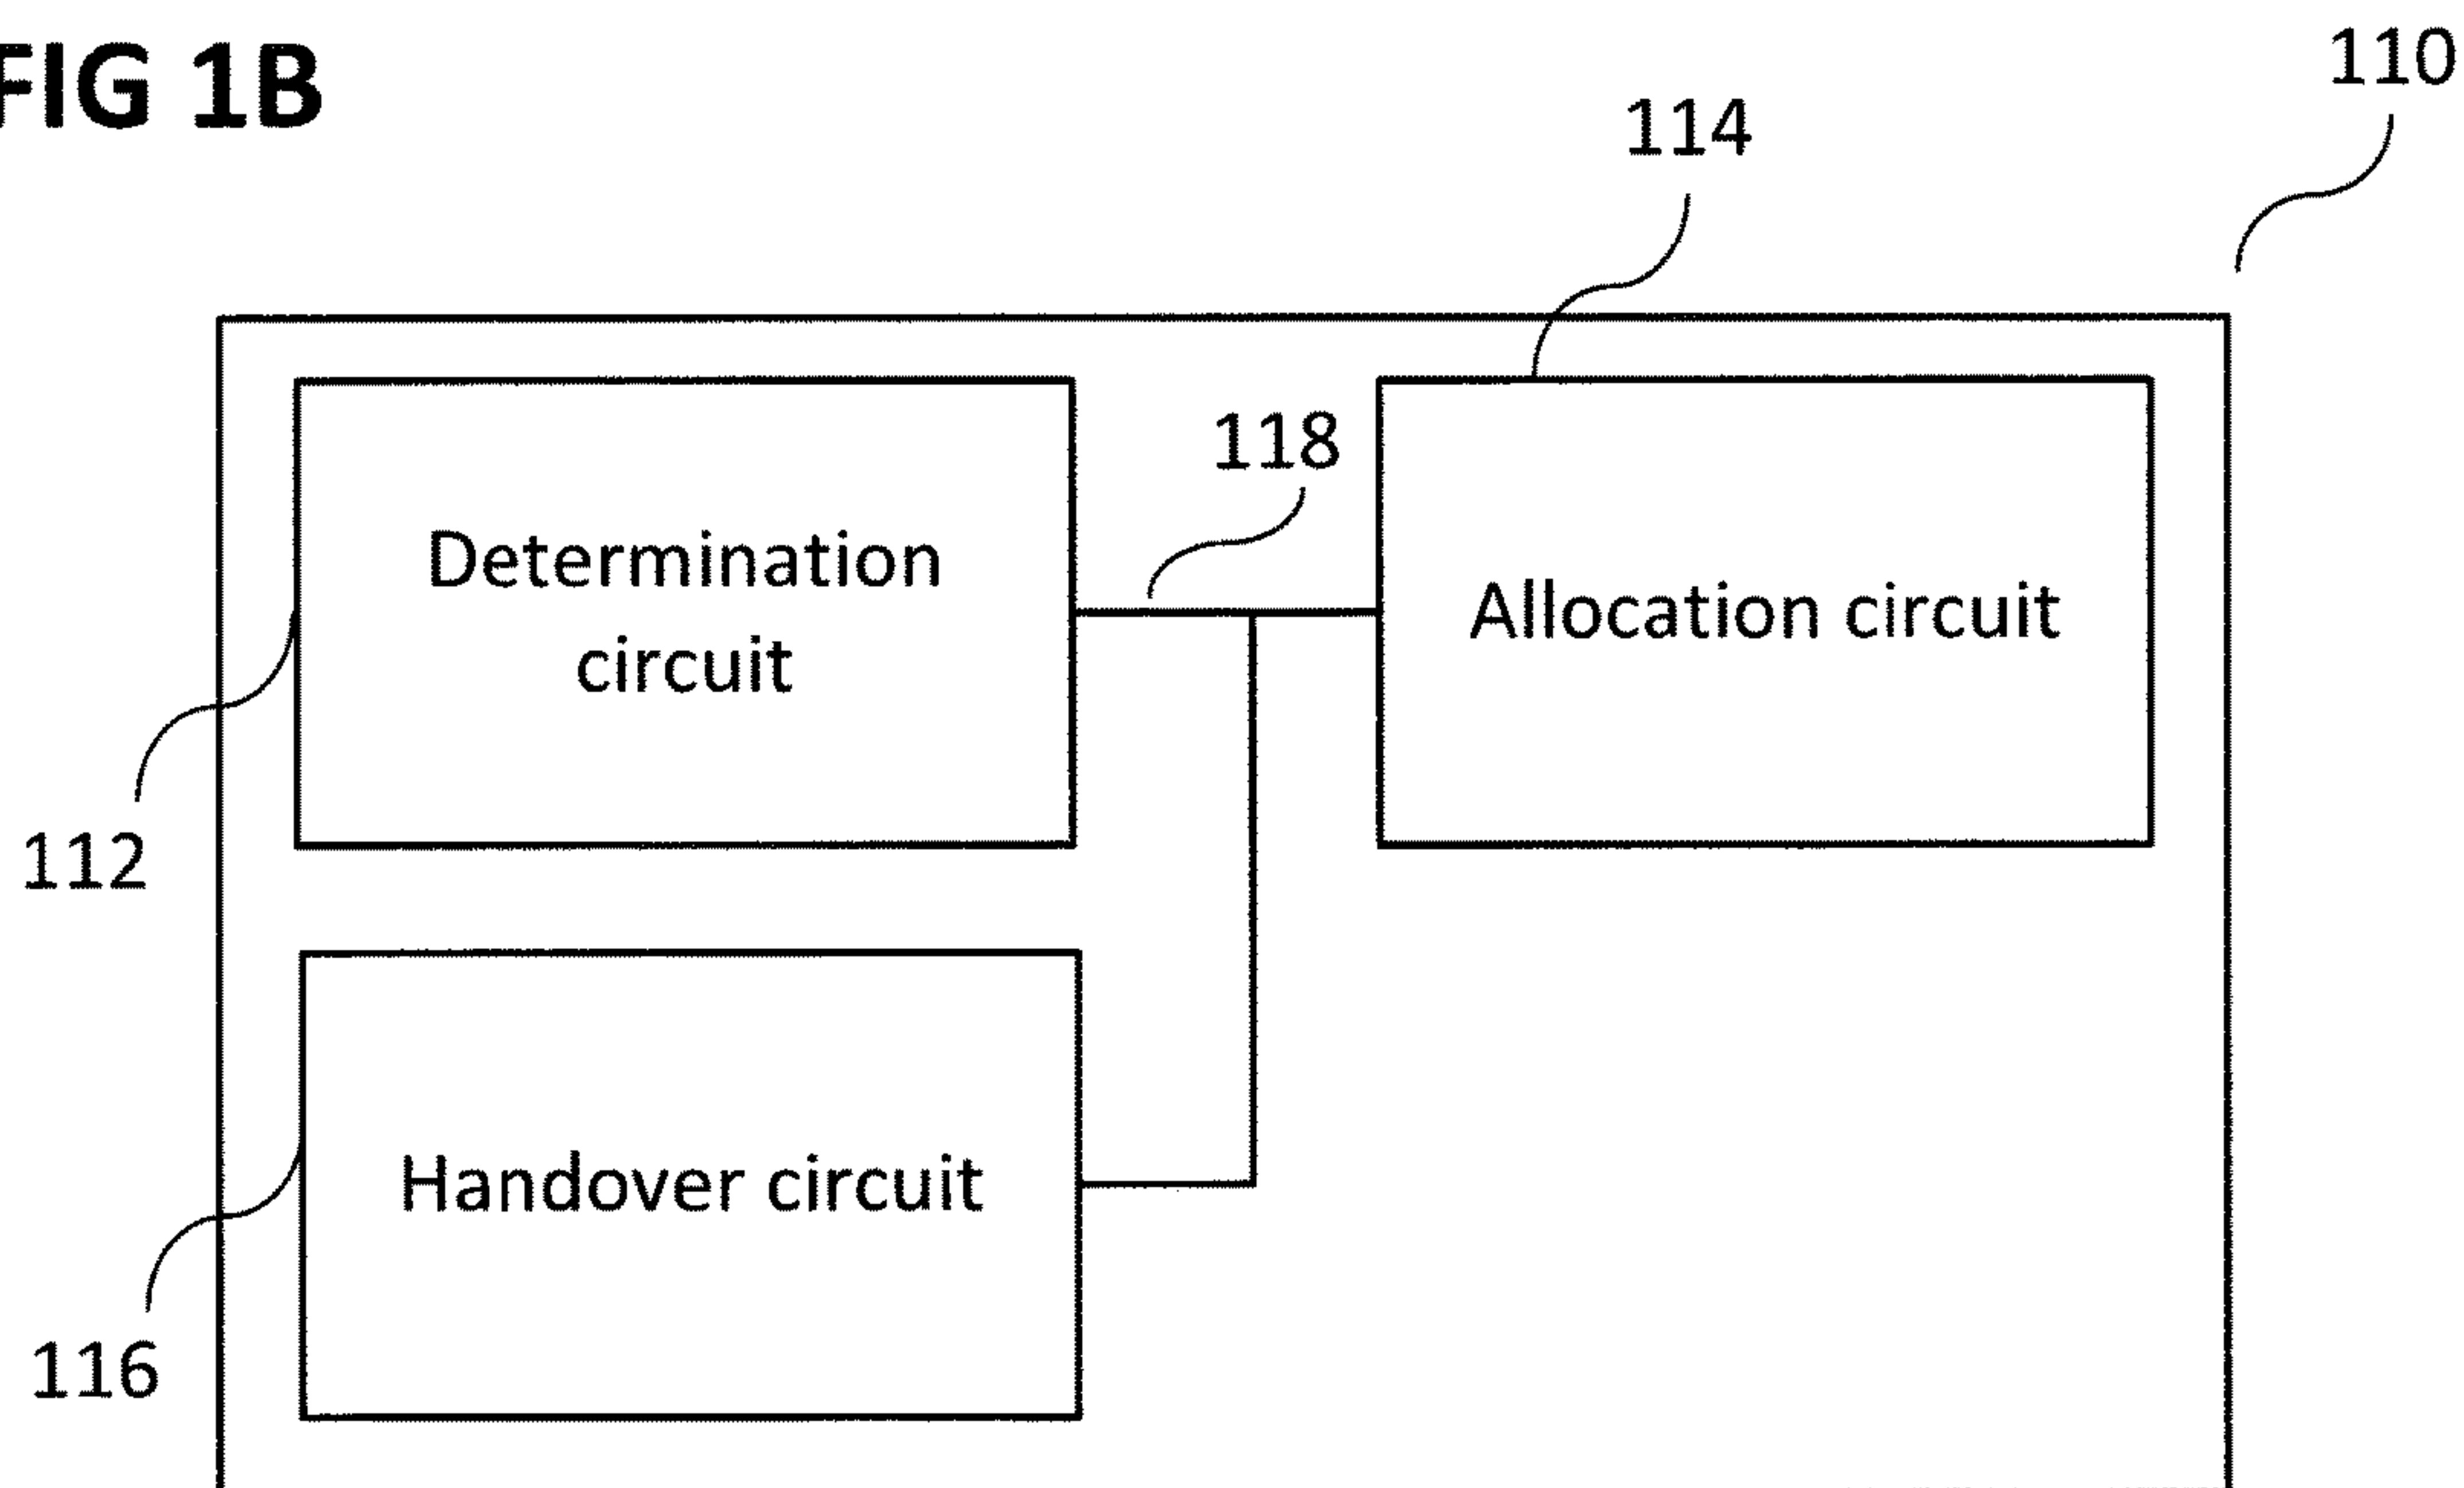 FIG 1B
110
114
118
Determination
circuit
Allocation circuit
112
Handover circuit
116